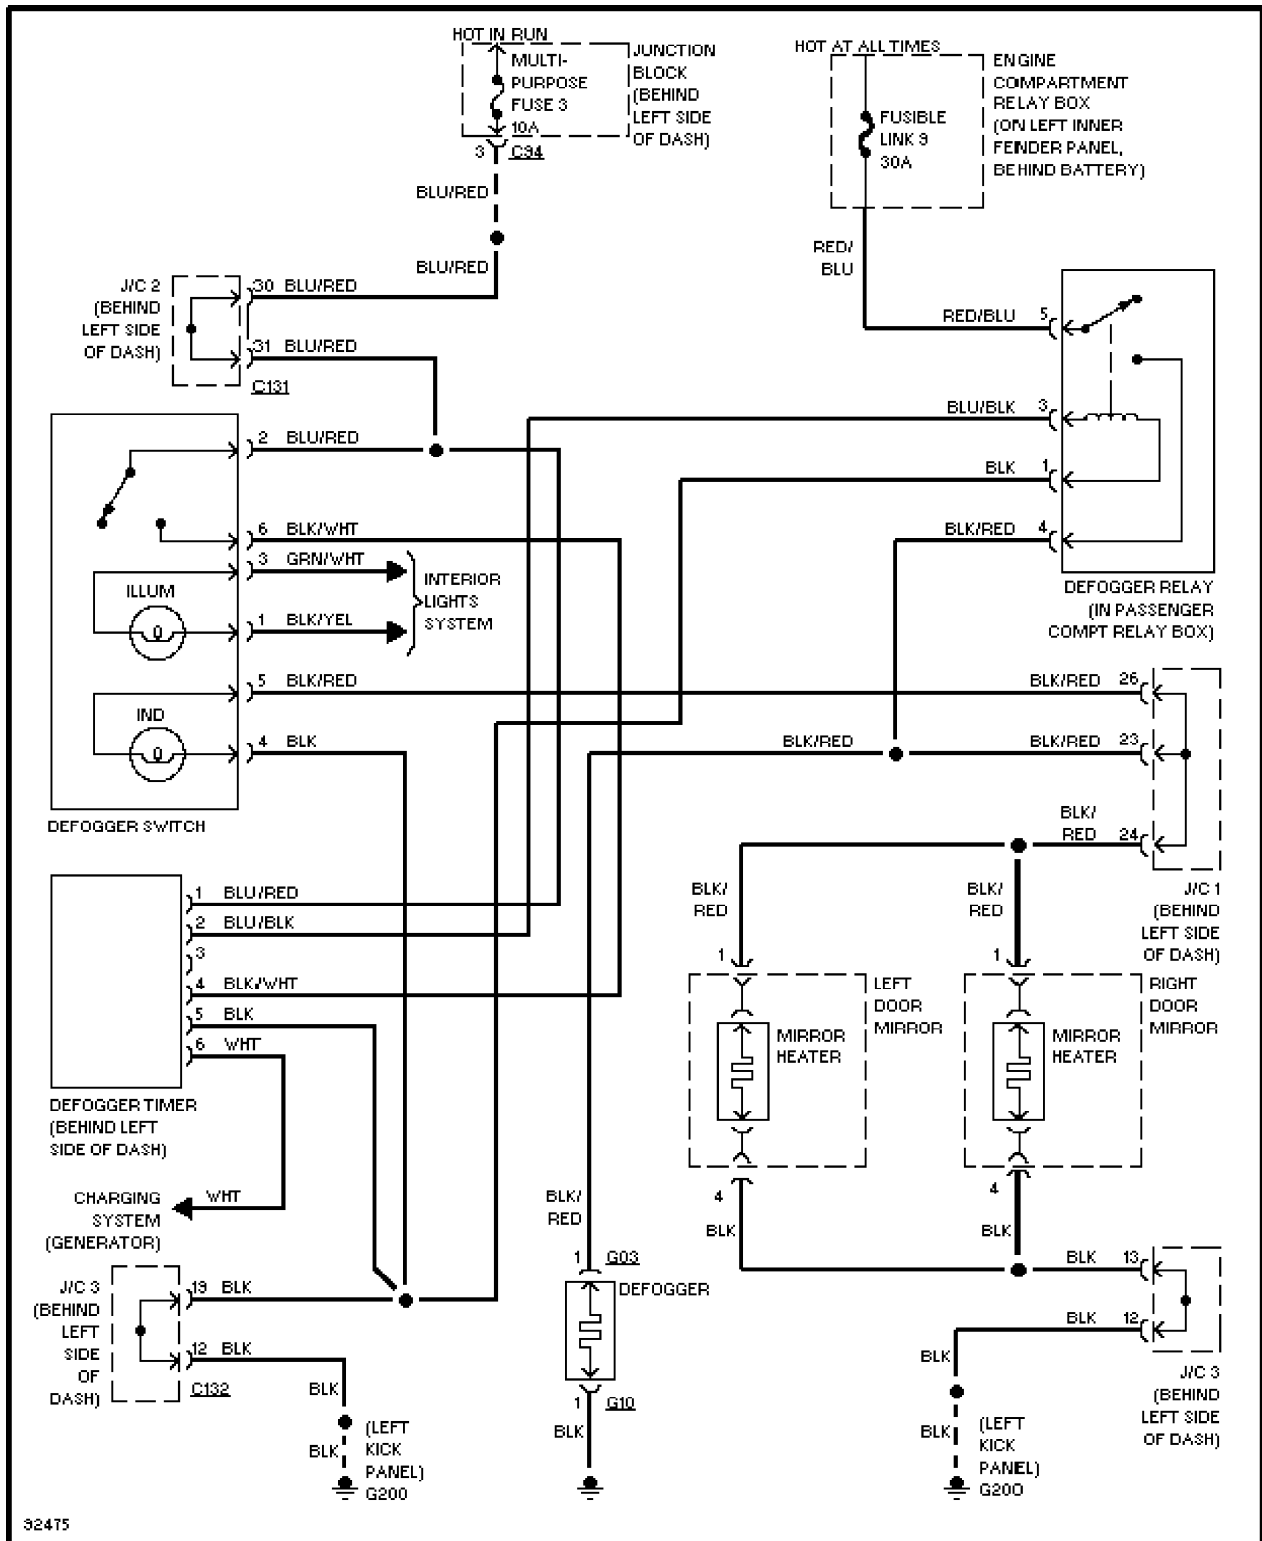 HOT IN RUN
MULTI-
PURPOSE
FUSE 3
10A
JUNCTION
BLOCK
(BEHIND
LEFT SIDE
OF DASH)
3 C94
BLU/RED
BLU/RED
HOT AT ALL TIMES
FUSIBLE
LINK 9
30A
ENGINE
COMPARTMENT
RELAY BOX
(ON LEFT INNER
FENDER PANEL,
BEHIND BATTERY)
RED/
BLU
J/C 2
(BEHIND
LEFT SIDE
OF DASH)
30 BLU/RED
31 BLU/RED
C131
RED/BLU 5
BLU/BLK 3
BLK 1
BLK/RED 4
DEFOGGER RELAY
(IN PASSENGER
COMPT RELAY BOX)
2 BLU/RED
6 BLK/WHT
3 GRN/WHT
1 BLK/YEL
INTERIOR
LIGHTS
SYSTEM
ILLUM
5 BLK/RED
IND
4 BLK
DEFOGGER SWITCH
BLK/RED 26
BLK/RED
BLK/RED 23
BLK/
RED 24
J/C 1
(BEHIND
LEFT SIDE
OF DASH)
1 BLU/RED
2 BLU/BLK
3
4 BLK/WHT
5 BLK
6 WHT
DEFOGGER TIMER
(BEHIND LEFT
SIDE OF DASH)
CHARGING
SYSTEM
(GENERATOR)
WHT
BLK/
RED
1
LEFT
DOOR
MIRROR
MIRROR
HEATER
4
BLK
BLK/
RED
1
RIGHT
DOOR
MIRROR
MIRROR
HEATER
4
BLK
J/C 3
(BEHIND
LEFT
SIDE
OF
DASH)
19 BLK
12 BLK
C132
BLK
BLK
(LEFT
KICK
PANEL)
G200
BLK/
RED
1 G03
DEFOGGER
1 G10
BLK
BLK 13
BLK 12
J/C 3
(BEHIND
LEFT SIDE
OF DASH)
BLK
BLK
(LEFT
KICK
PANEL)
G200
92475